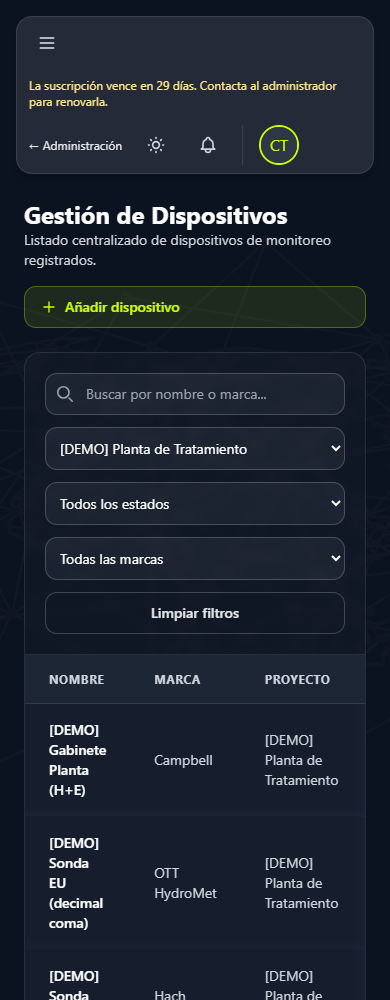 La suscripción vence en 29 días. Contacta al administrador
para renovarla.
← Administración
CT
Gestión de Dispositivos
Listado centralizado de dispositivos de monitoreo
registrados.
+ Añadir dispositivo
Buscar por nombre o marca...
[DEMO] Planta de Tratamiento
Todos los estados
Todas las marcas
Limpiar filtros
NOMBRE MARCA PROYECTO
[DEMO]
Gabinete
Planta
(H+E)
Campbell
[DEMO]
Planta de
Tratamiento
[DEMO]
Sonda
EU
(decimal
coma)
OTT
HydroMet
[DEMO]
Planta de
Tratamiento
[DEMO]
Sonda
Hach
[DEMO]
Planta de